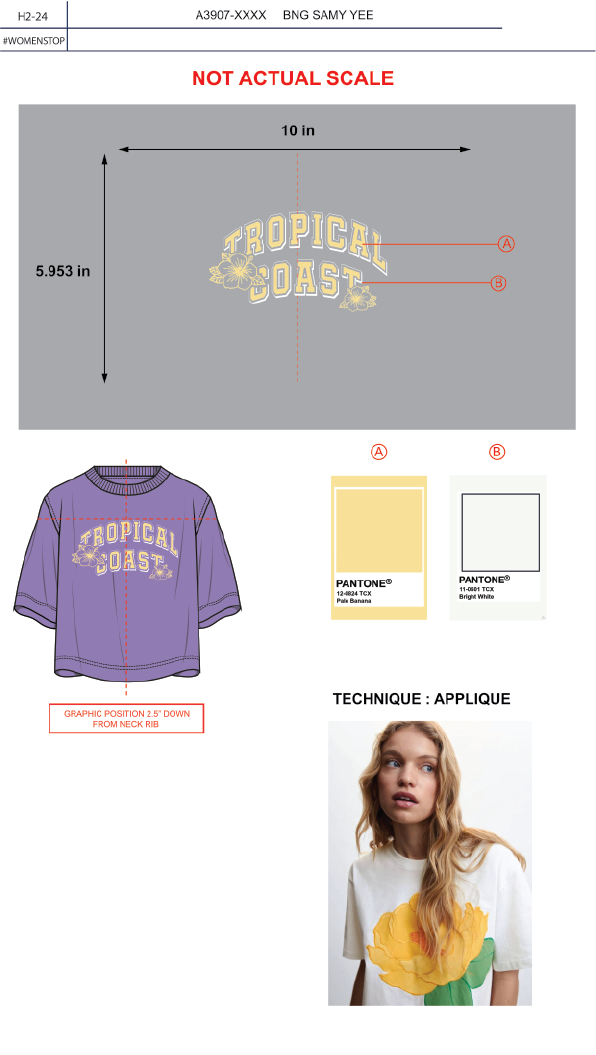 H2-24
A3907-XXXX BNG SAMY YEE
#WOMENSTOP
NOT ACTUAL SCALE
10 in
5.953 in
TROPICAL
COAST
A
B
A
B
TROPICAL
COAST
PANTONE®
12-0824 TCX
Pale Banana
PANTONE®
11-0601 TCX
Bright White
GRAPHIC POSITION 2.5" DOWN
FROM NECK RIB
TECHNIQUE : APPLIQUE